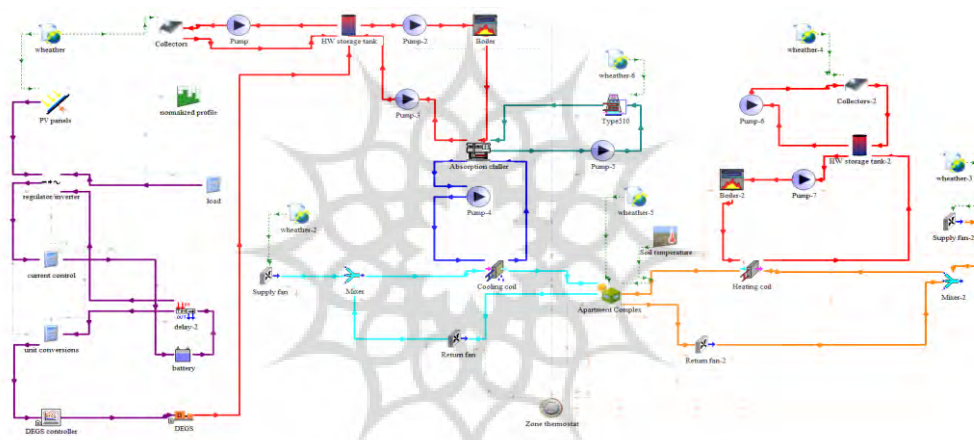 wheather
Collectors
Pump
HW storage tank
Pump-2
Boiler
wheather-6
wheather-4
Collectors-2
PV panels
normalized profile
Pump-3
Type510
Pump-6
Absorption chiller
Pump-5
HW storage tank-2
wheather-3
regulator/inverter
load
Pump-4
wheather-2
wheather-5
Boiler-2
Pump-7
Supply fan-2
Soil temperature
current control
Supply fan
Mixer
Cooling coil
Apartment Complex
Heating coil
Mixer-2
delay-2
unit conversions
battery
Return fan
Return fan-2
DEGS controller
DEGS
Zone thermostat